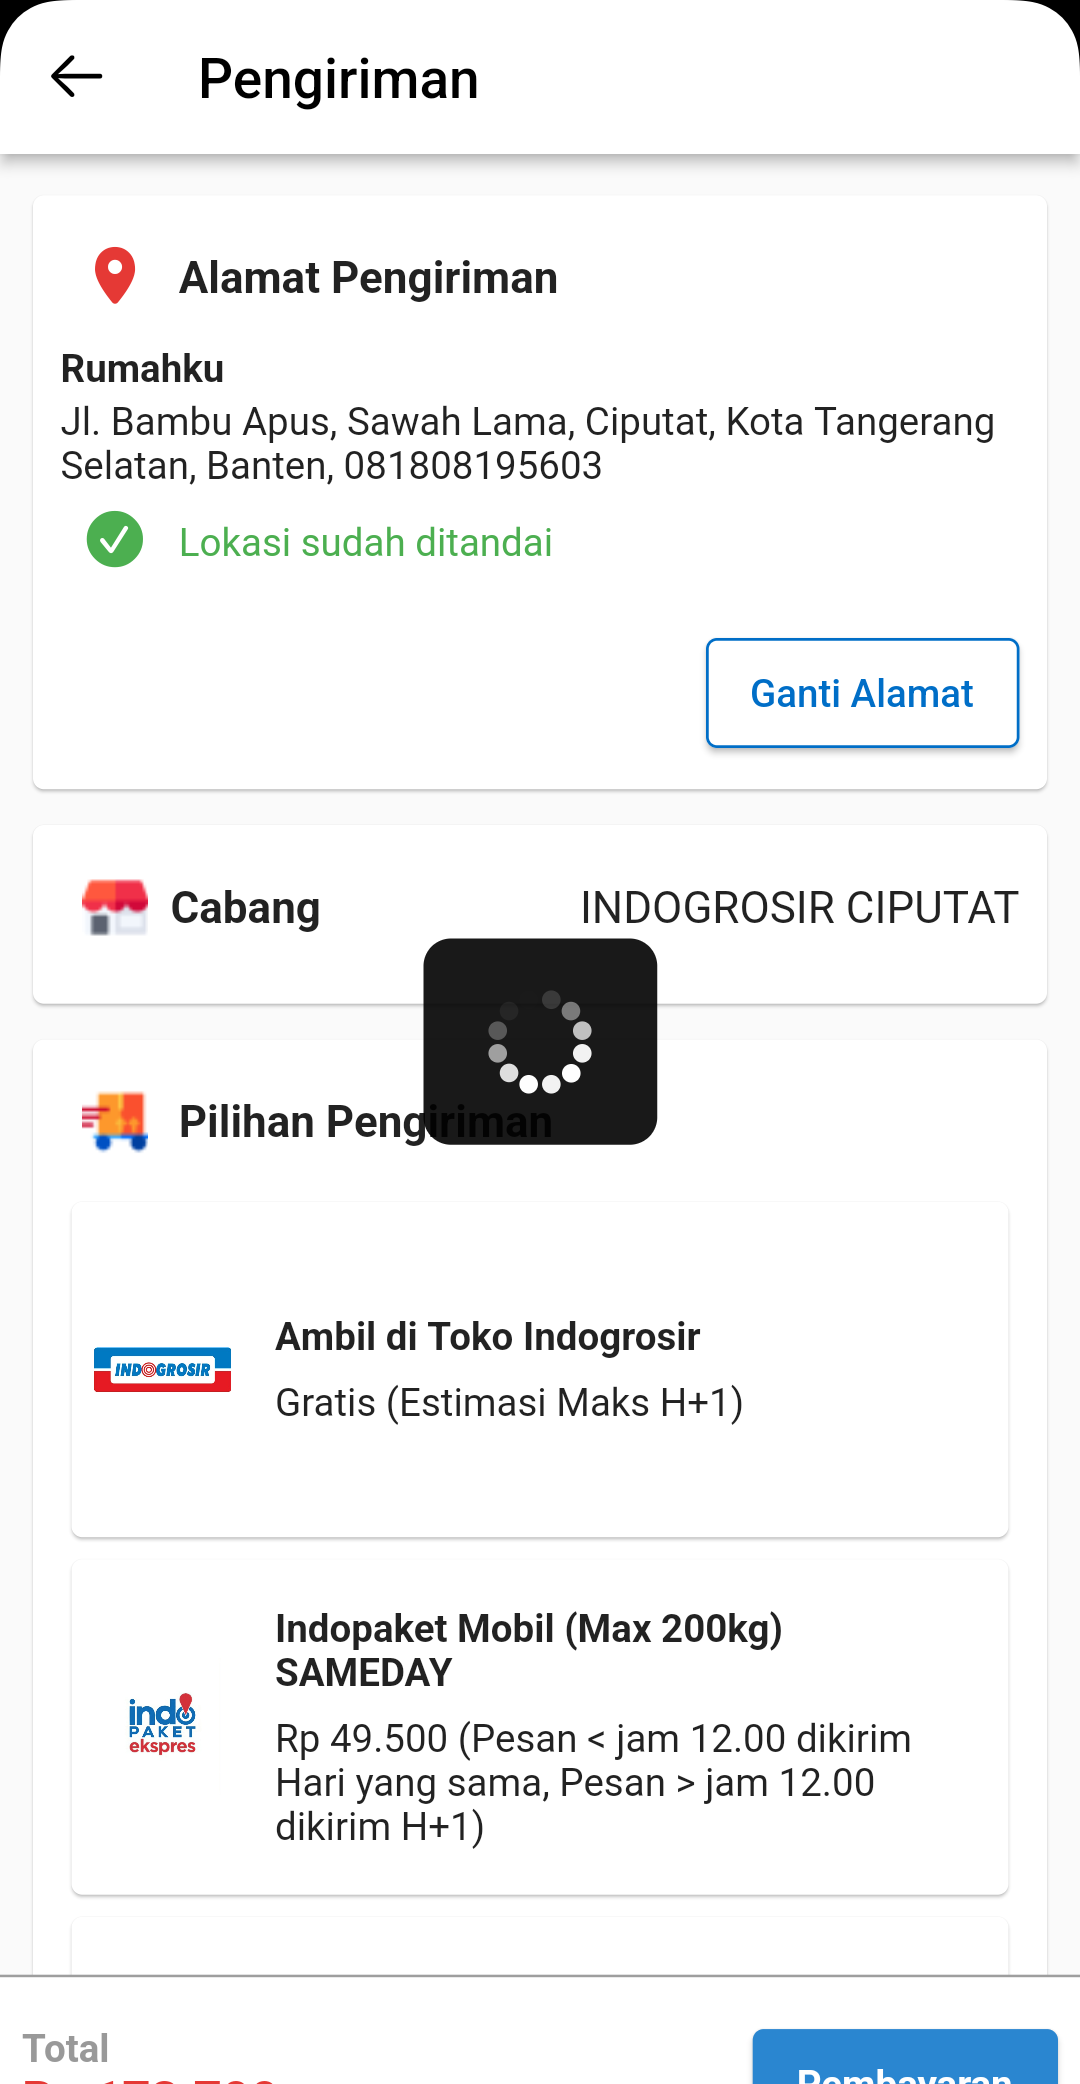 Pengiriman
Alamat Pengiriman
Rumahku
Jl. Bambu Apus, Sawah Lama, Ciputat, Kota Tangerang
Selatan, Banten, 081808195603
Lokasi sudah ditandai
Ganti Alamat
Cabang
INDOGROSIR CIPUTAT
Pilihan Pengiriman
INDOGROSIR
Ambil di Toko Indogrosir
Gratis (Estimasi Maks H+1)
Indopaket Mobil (Max 200kg)
SAMEDAY
indo
PAKET
ekspres
Rp 49.500 (Pesan < jam 12.00 dikirim
Hari yang sama, Pesan > jam 12.00
dikirim H+1)
Total
Pembayaran